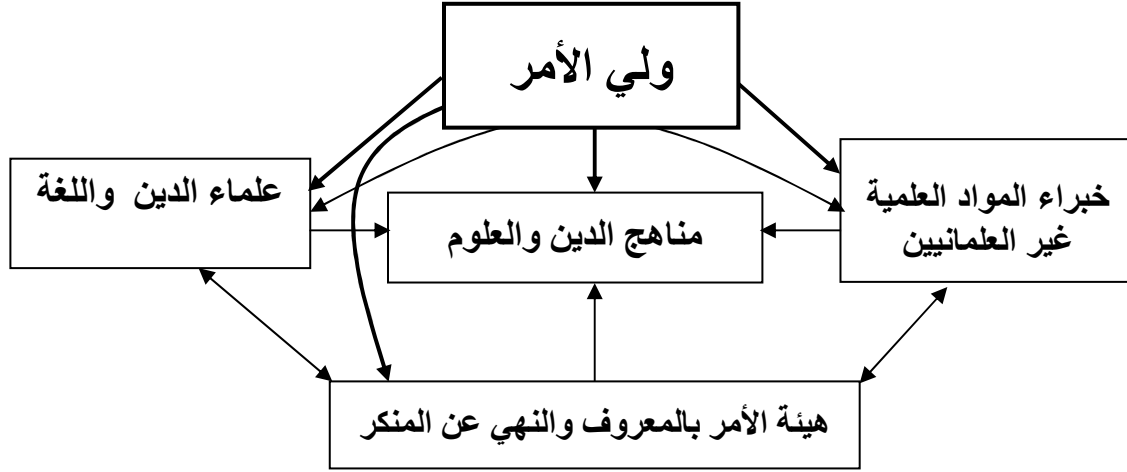 ولي الأمر
خبراء المواد العلمية
غير العلمانيين
علماء الدين واللغة
مناهج الدين والعلوم
هيئة الأمر بالمعروف والنهي عن المنكر